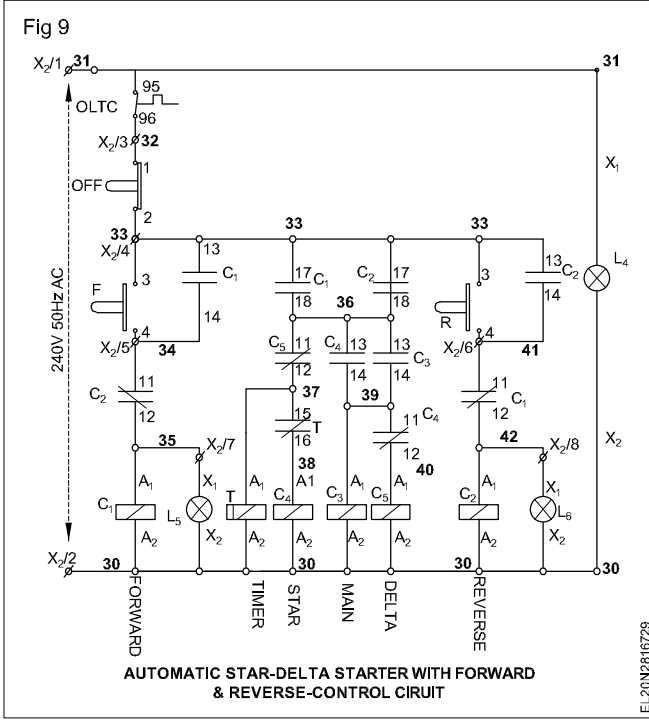 Fig 9
X2/1 31 31
95
OLTC
96
X2/3 32
1 X1
OFF
2
33 33 33
X2/4
13 17 17 13
3 C1 C1 C2 3 C2 L4
F 14 18 18 R 14
36
4 4
X2/5 34 X2/6 41
C5 11 C4 13 13 C3
12 14 14
240V 50Hz AC
C2 11 11 C1
12 12
37 39
15 T 11 C4
16 12
35 X2/7 42 X2/8 X2
38 40
A1 X1 A1 A1 A1 A1 A1 X1
C1 L5 T C4 C3 C5 C2 L6
A2 X2 A2 A2 A2 A2 A2 X2
X2/2 30 30 30 30
FORWARD
TIMER
STAR
MAIN
DELTA
REVERSE
AUTOMATIC STAR-DELTA STARTER WITH FORWARD
& REVERSE-CONTROL CIRUIT
EL20N2816729